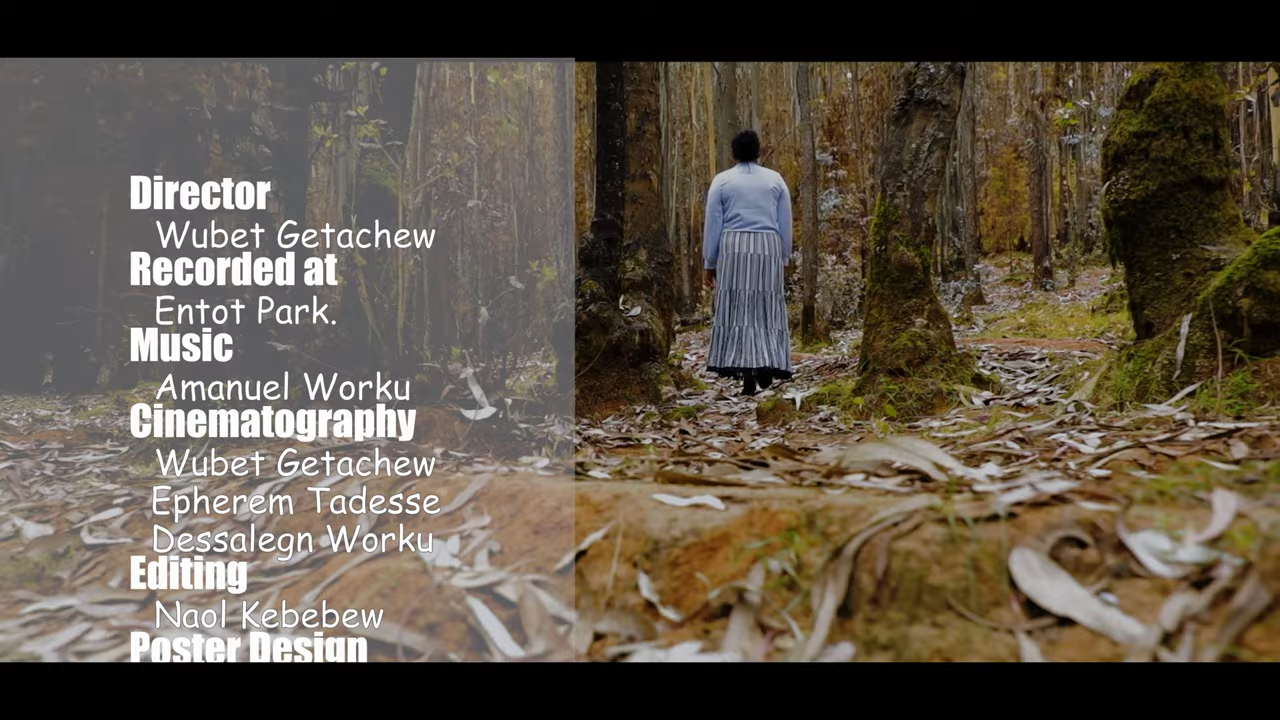 Director
Wubet Getachew
Recorded at
Entot Park.
Music
Amanuel Worku
Cinematography
Wubet Getachew
Epherem Tadesse
Dessalegn Worku
Editing
Naol Kebebew
Poster Design